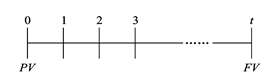 0 1 2 3 t
......
PV FV